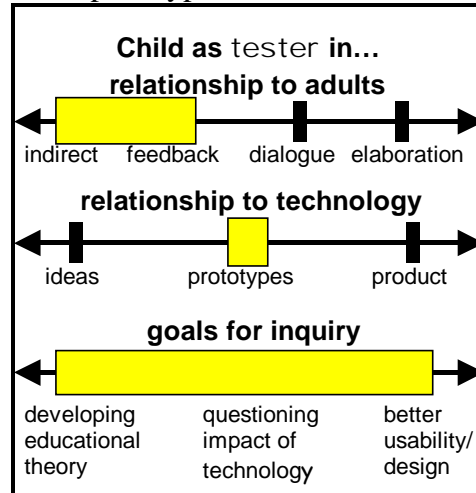 Child as tester in...
relationship to adults
indirect feedback dialogue elaboration
relationship to technology
ideas prototypes product
goals for inquiry
developing questioning better
educational impact of usability/
theory technology design